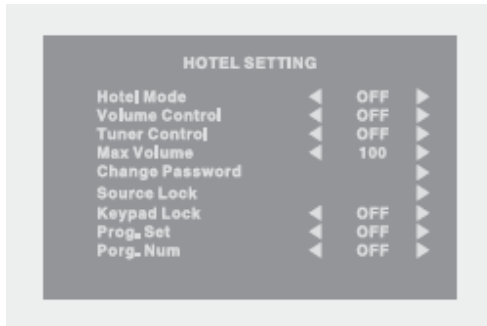 HOTEL SETTING
Hotel Mode ◀ OFF ▶
Volume Control ◀ OFF ▶
Tuner Control ◀ OFF ▶
Max Volume ◀ 100 ▶
Change Password ▶
Source Lock ▶
Keypad Lock ◀ OFF ▶
Prog. Set ◀ OFF ▶
Porg. Num ◀ OFF ▶